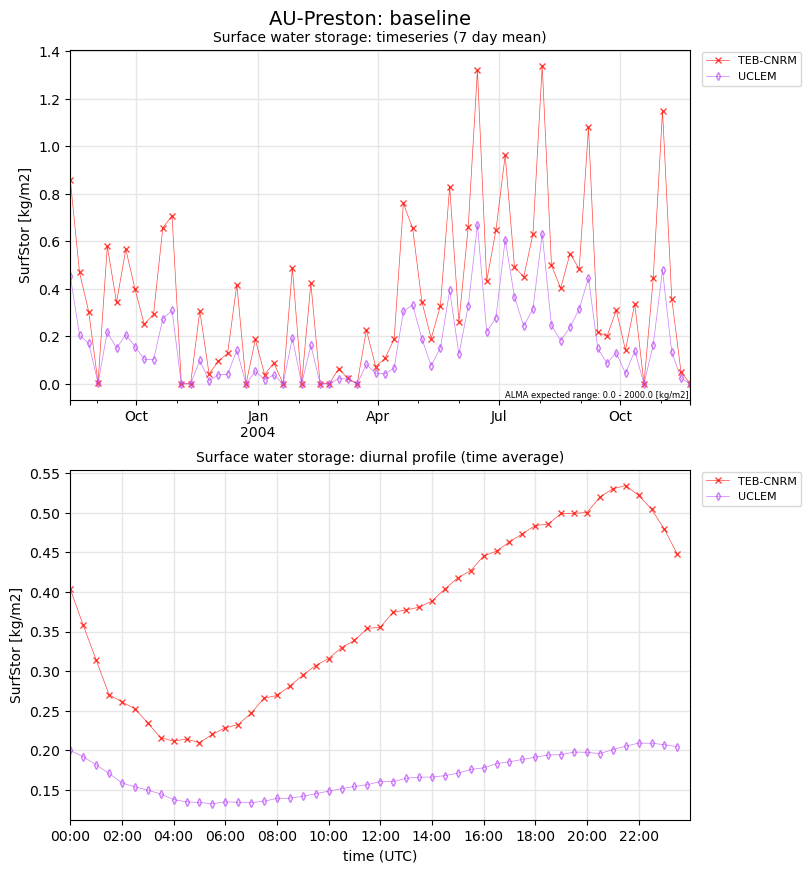 AU-Preston: baseline
Surface water storage: timeseries (7 day mean)
TEB-CNRM
UCLEM
SurfStor [kg/m2]
1.4
1.2
1.0
0.8
0.6
0.4
0.2
0.0
ALMA expected range: 0.0 - 2000.0 [kg/m2]
Oct Jan Apr Jul Oct
2004
Surface water storage: diurnal profile (time average)
TEB-CNRM
UCLEM
SurfStor [kg/m2]
0.55
0.50
0.45
0.40
0.35
0.30
0.25
0.20
0.15
00:00 02:00 04:00 06:00 08:00 10:00 12:00 14:00 16:00 18:00 20:00 22:00
time (UTC)